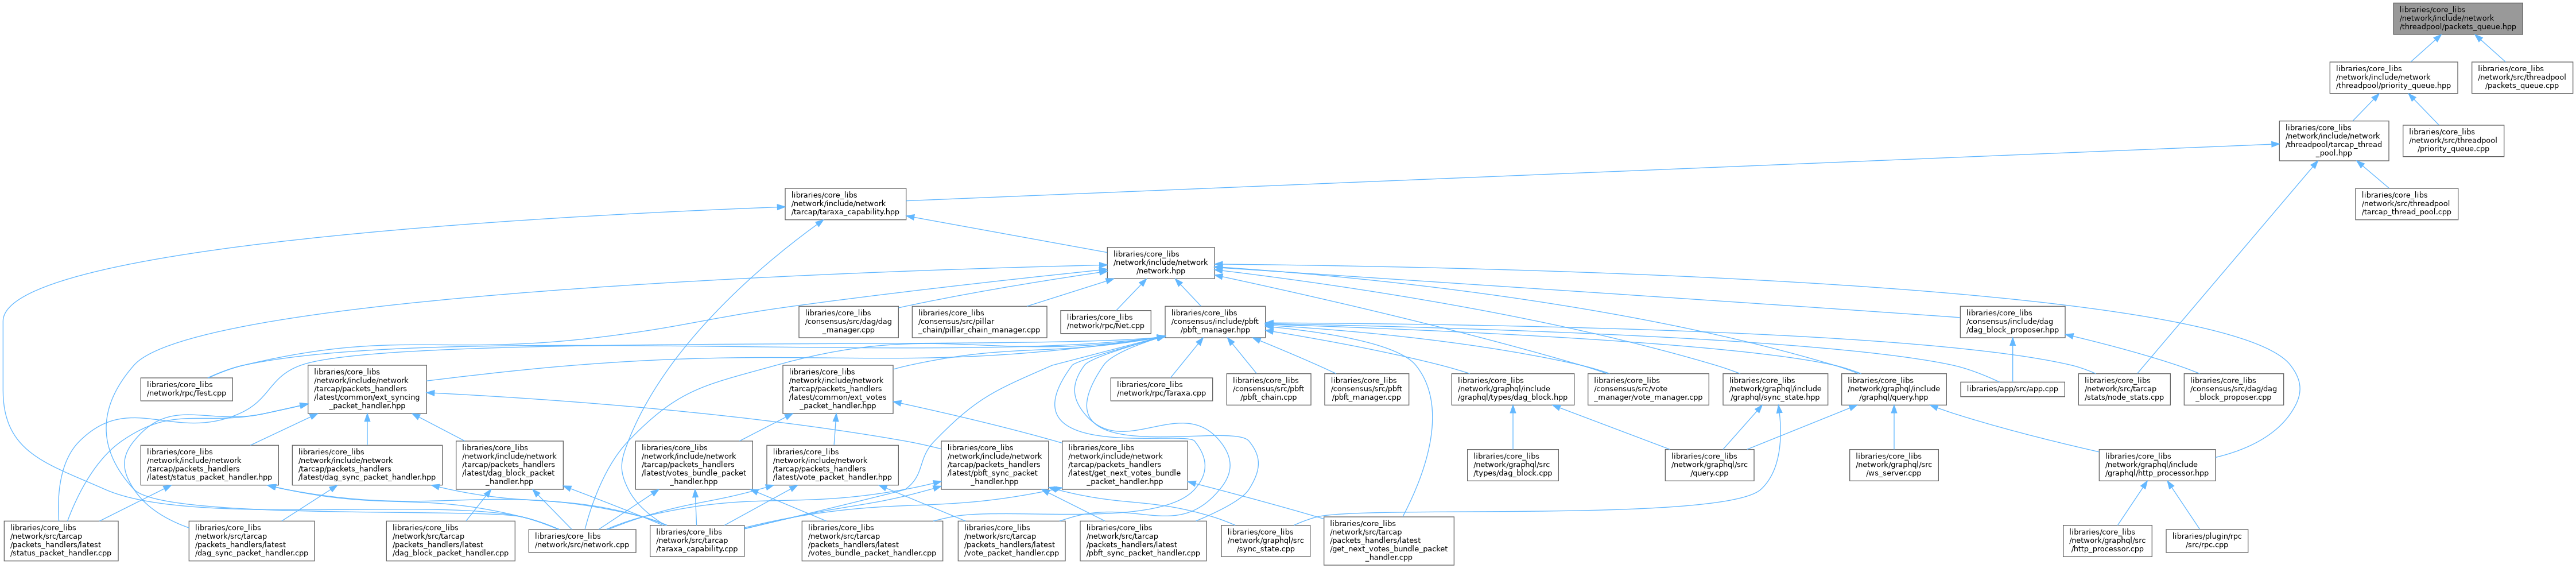 libraries/core_libs
/network/include/network
/threadpool/packets_queue.hpp
libraries/core_libs
/network/include/network
/threadpool/priority_queue.hpp
libraries/core_libs
/network/src/threadpool
/packets_queue.cpp
libraries/core_libs
/network/include/network
/threadpool/tarcap_thread
_pool.hpp
libraries/core_libs
/network/src/threadpool
/priority_queue.cpp
libraries/core_libs
/network/include/network
/tarcap/taraxa_capability.hpp
libraries/core_libs
/network/src/threadpool
/tarcap_thread_pool.cpp
libraries/core_libs
/network/include/network
/network.hpp
libraries/core_libs
/consensus/src/dag/dag
_manager.cpp
libraries/core_libs
/consensus/src/pillar
_chain/pillar_chain_manager.cpp
libraries/core_libs
/network/rpc/Net.cpp
libraries/core_libs
/consensus/include/pbft
/pbft_manager.hpp
libraries/core_libs
/consensus/include/dag
/dag_block_proposer.hpp
libraries/core_libs
/network/rpc/Test.cpp
libraries/core_libs
/network/include/network
/tarcap/packets_handlers
/latest/common/ext_syncing
_packet_handler.hpp
libraries/core_libs
/network/include/network
/tarcap/packets_handlers
/latest/common/ext_votes
_packet_handler.hpp
libraries/core_libs
/network/rpc/Taraxa.cpp
libraries/core_libs
/consensus/src/pbft
/pbft_chain.cpp
libraries/core_libs
/consensus/src/pbft
/pbft_manager.cpp
libraries/core_libs
/network/graphql/include
/graphql/types/dag_block.hpp
libraries/core_libs
/consensus/src/vote
_manager/vote_manager.cpp
libraries/core_libs
/network/graphql/include
/graphql/sync_state.hpp
libraries/core_libs
/network/graphql/include
/graphql/query.hpp
libraries/app/src/app.cpp
libraries/core_libs
/network/src/tarcap
/stats/node_stats.cpp
libraries/core_libs
/consensus/src/dag/dag
_block_proposer.cpp
libraries/core_libs
/network/include/network
/tarcap/packets_handlers
/latest/status_packet_handler.hpp
libraries/core_libs
/network/include/network
/tarcap/packets_handlers
/latest/dag_sync_packet_handler.hpp
libraries/core_libs
/network/include/network
/tarcap/packets_handlers
/latest/dag_block_packet
_handler.hpp
libraries/core_libs
/network/include/network
/tarcap/packets_handlers
/latest/votes_bundle_packet
_handler.hpp
libraries/core_libs
/network/include/network
/tarcap/packets_handlers
/latest/vote_packet_handler.hpp
libraries/core_libs
/network/include/network
/tarcap/packets_handlers
/latest/pbft_sync_packet
_handler.hpp
libraries/core_libs
/network/include/network
/tarcap/packets_handlers
/latest/get_next_votes_bundle
_packet_handler.hpp
libraries/core_libs
/network/graphql/src
/types/dag_block.cpp
libraries/core_libs
/network/graphql/src
/query.cpp
libraries/core_libs
/network/graphql/src
/ws_server.cpp
libraries/core_libs
/network/graphql/include
/graphql/http_processor.hpp
libraries/core_libs
/network/src/tarcap
/packets_handlers/latest
/status_packet_handler.cpp
libraries/core_libs
/network/src/tarcap
/packets_handlers/latest
/dag_sync_packet_handler.cpp
libraries/core_libs
/network/src/tarcap
/packets_handlers/latest
/dag_block_packet_handler.cpp
libraries/core_libs
/network/src/network.cpp
libraries/core_libs
/network/src/tarcap
/taraxa_capability.cpp
libraries/core_libs
/network/src/tarcap
/packets_handlers/latest
/votes_bundle_packet_handler.cpp
libraries/core_libs
/network/src/tarcap
/packets_handlers/latest
/vote_packet_handler.cpp
libraries/core_libs
/network/src/tarcap
/packets_handlers/latest
/pbft_sync_packet_handler.cpp
libraries/core_libs
/network/graphql/src
/sync_state.cpp
libraries/core_libs
/network/src/tarcap
/packets_handlers/latest
/get_next_votes_bundle_packet
_handler.cpp
libraries/core_libs
/network/graphql/src
/http_processor.cpp
libraries/plugin/rpc
/src/rpc.cpp